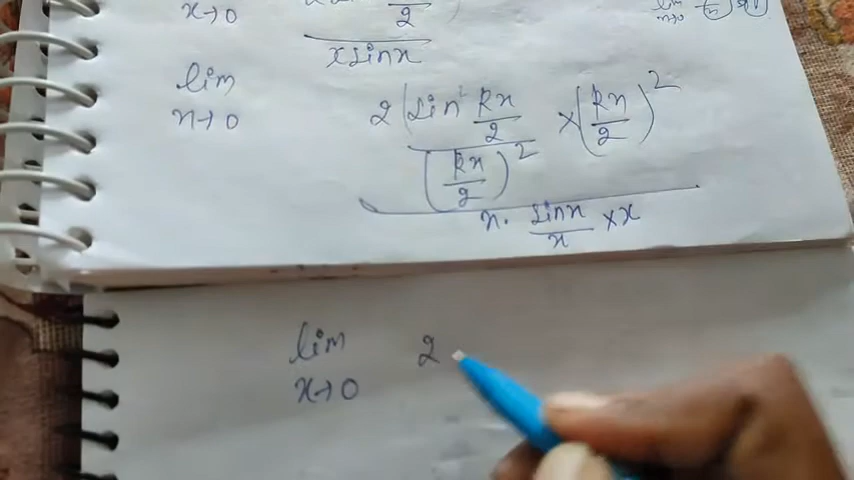 x→0
2
x sin x
lim
x→0
2 (sin² kx/2 / (kx/2)² × (kx/2)²
x · sin x / x × x
lim 2
x→0